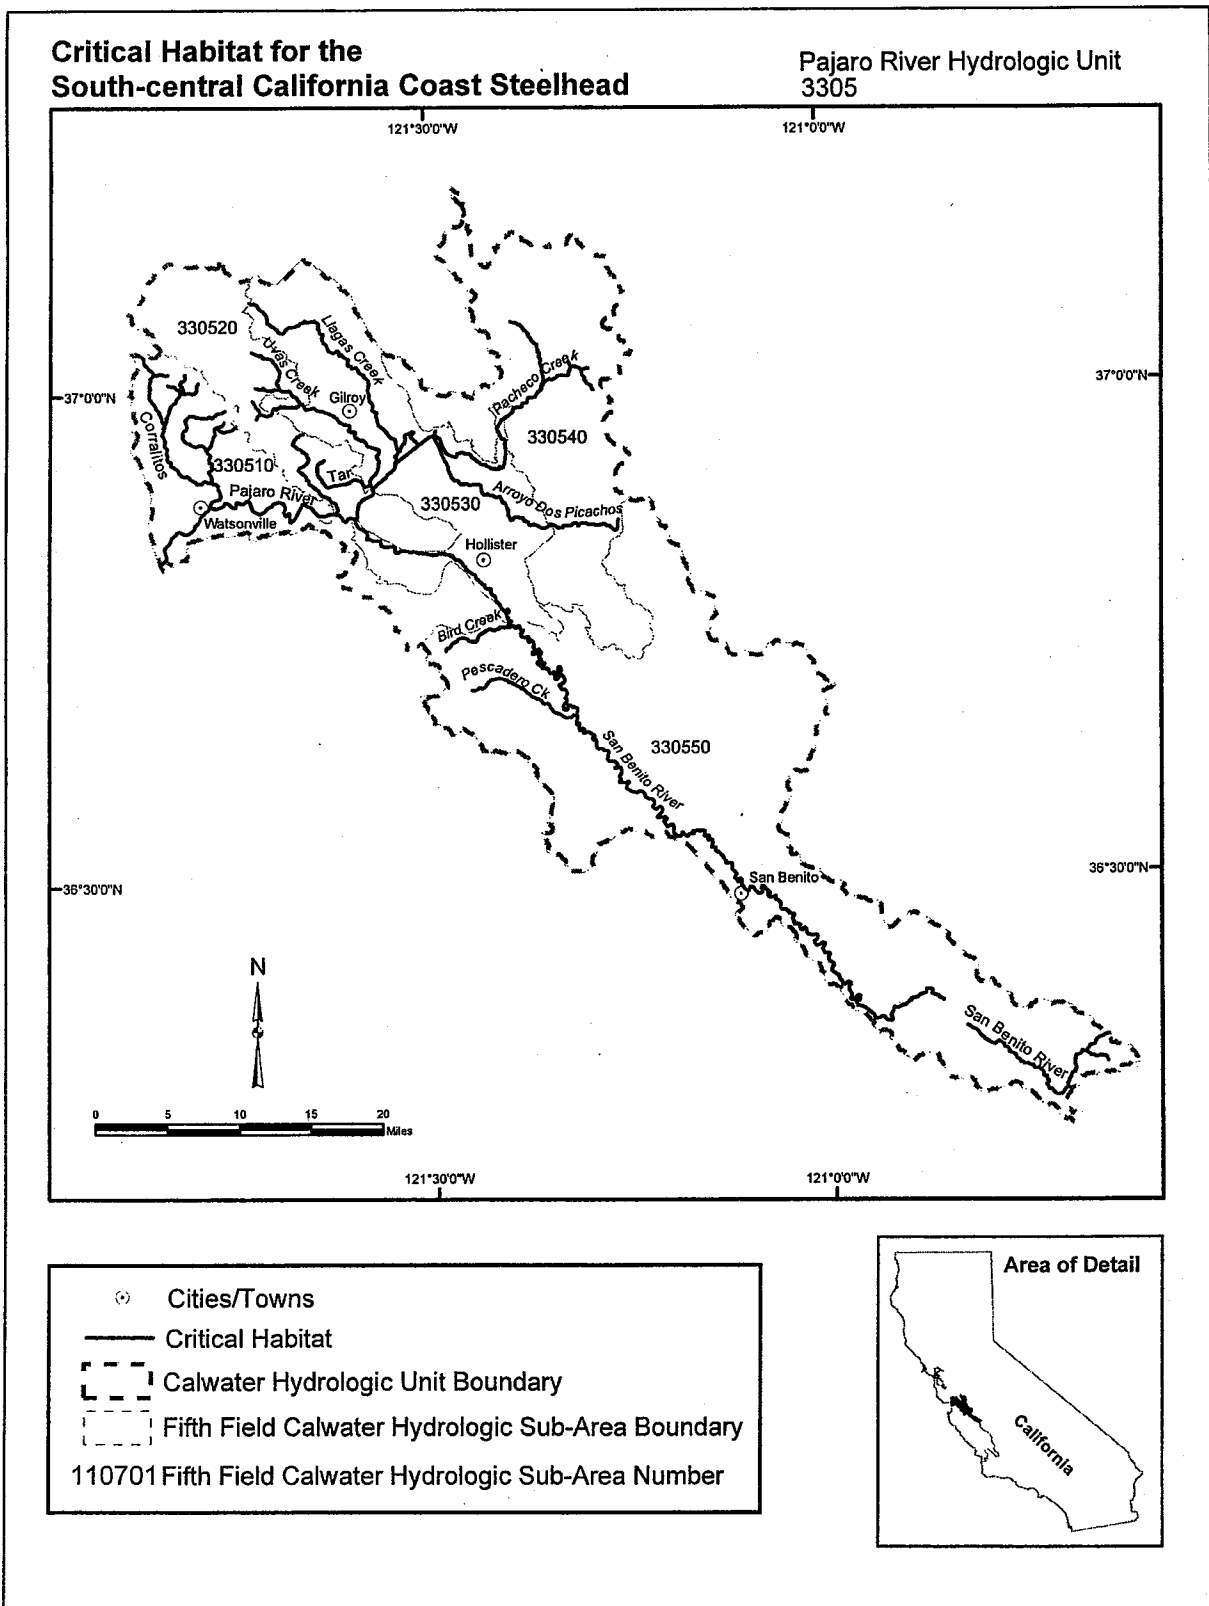 Critical Habitat for the
South-central California Coast Steelhead
Pajaro River Hydrologic Unit
3305
121°30'0"W
121°0'0"W
37°0'0"N
37°0'0"N
330520
Llagas Creek
Uvas Creek
Gilroy
Pacheco Creek
330540
Corralitos
330510
Tar
Pajaro River
330530
Arroyo Dos Picachos
Watsonville
Hollister
Bird Creek
Pescadero Ck
San Benito River
330550
36°30'0"N
36°30'0"N
San Benito
San Benito River
N
0 5 10 15 20
Miles
121°30'0"W
121°0'0"W
Cities/Towns
Critical Habitat
Calwater Hydrologic Unit Boundary
Fifth Field Calwater Hydrologic Sub-Area Boundary
110701 Fifth Field Calwater Hydrologic Sub-Area Number
Area of Detail
California